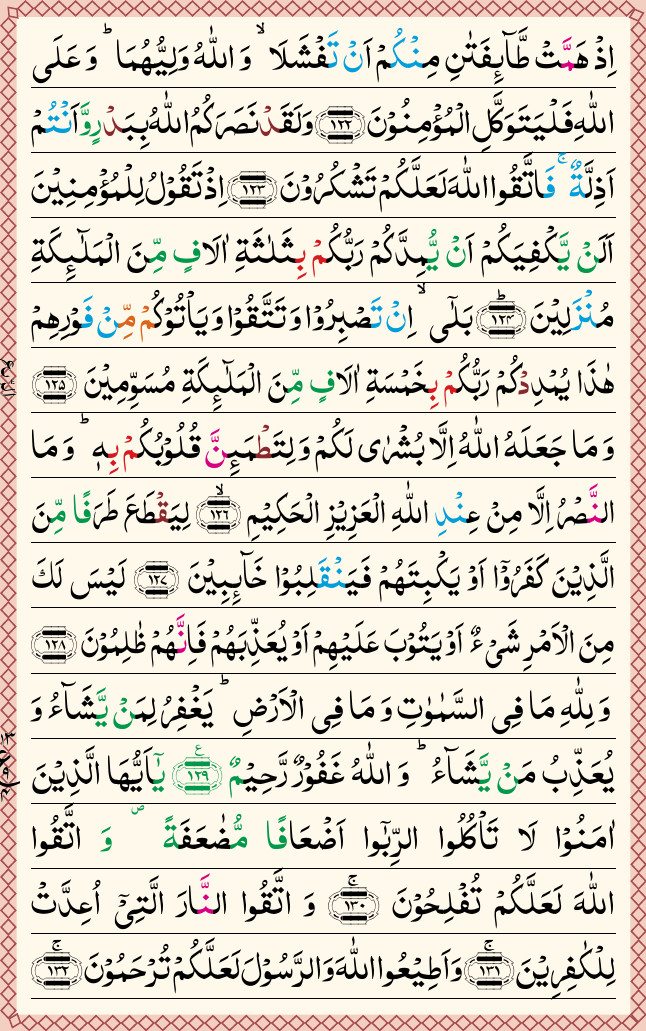 اِذْ هَمَّتْ طَّآىِٕفَتٰنِ مِنْكُمْ اَنْ تَفْشَلَا ۙ وَ اللّٰهُ وَلِیُّهُمَا ؕ وَ عَلَی
اللّٰهِ فَلْیَتَوَكَّلِ الْمُؤْمِنُوْنَ ﴿۱۲۲﴾ وَلَقَدْ نَصَرَكُمُ اللّٰهُ بِبَدْرٍ وَّ اَنْتُمْ
اَذِلَّةٌ ۚ فَاتَّقُوا اللّٰهَ لَعَلَّكُمْ تَشْكُرُوْنَ ﴿۱۲۳﴾ اِذْ تَقُوْلُ لِلْمُؤْمِنِیْنَ
اَلَنْ یَّكْفِیَكُمْ اَنْ یُّمِدَّكُمْ رَبُّكُمْ بِثَلٰثَةِ اٰلَافٍ مِّنَ الْمَلٰٓىِٕكَةِ
مُنْزَلِیْنَ ﴿۱۲۴﴾ؕ بَلٰۤی ۙ اِنْ تَصْبِرُوْا وَ تَتَّقُوْا وَ یَاْتُوْكُمْ مِّنْ فَوْرِهِمْ
هٰذَا یُمْدِدْكُمْ رَبُّكُمْ بِخَمْسَةِ اٰلَافٍ مِّنَ الْمَلٰٓىِٕكَةِ مُسَوِّمِیْنَ ﴿۱۲۵﴾
وَ مَا جَعَلَهُ اللّٰهُ اِلَّا بُشْرٰی لَكُمْ وَ لِتَطْمَىِٕنَّ قُلُوْبُكُمْ بِهٖ ؕ وَ مَا
النَّصْرُ اِلَّا مِنْ عِنْدِ اللّٰهِ الْعَزِیْزِ الْحَكِیْمِ ﴿۱۲۶﴾ۙ لِیَقْطَعَ طَرَفًا مِّنَ
الَّذِیْنَ كَفَرُوْۤا اَوْ یَكْبِتَهُمْ فَیَنْقَلِبُوْا خَآىِٕبِیْنَ ﴿۱۲۷﴾ لَیْسَ لَكَ
مِنَ الْاَمْرِ شَیْءٌ اَوْ یَتُوْبَ عَلَیْهِمْ اَوْ یُعَذِّبَهُمْ فَاِنَّهُمْ ظٰلِمُوْنَ ﴿۱۲۸﴾
وَ لِلّٰهِ مَا فِی السَّمٰوٰتِ وَ مَا فِی الْاَرْضِ ؕ یَغْفِرُ لِمَنْ یَّشَآءُ وَ
یُعَذِّبُ مَنْ یَّشَآءُ ؕ وَ اللّٰهُ غَفُوْرٌ رَّحِیْمٌ ﴿۱۲۹﴾ یٰۤاَیُّهَا الَّذِیْنَ
اٰمَنُوْا لَا تَاْكُلُوا الرِّبٰۤوا اَضْعَافًا مُّضٰعَفَةً ۪ وَ اتَّقُوا
اللّٰهَ لَعَلَّكُمْ تُفْلِحُوْنَ ﴿۱۳۰﴾ۚ وَ اتَّقُوا النَّارَ الَّتِیْۤ اُعِدَّتْ
لِلْكٰفِرِیْنَ ﴿۱۳۱﴾ۚ وَ اَطِیْعُوا اللّٰهَ وَ الرَّسُوْلَ لَعَلَّكُمْ تُرْحَمُوْنَ ﴿۱۳۲﴾ۚ